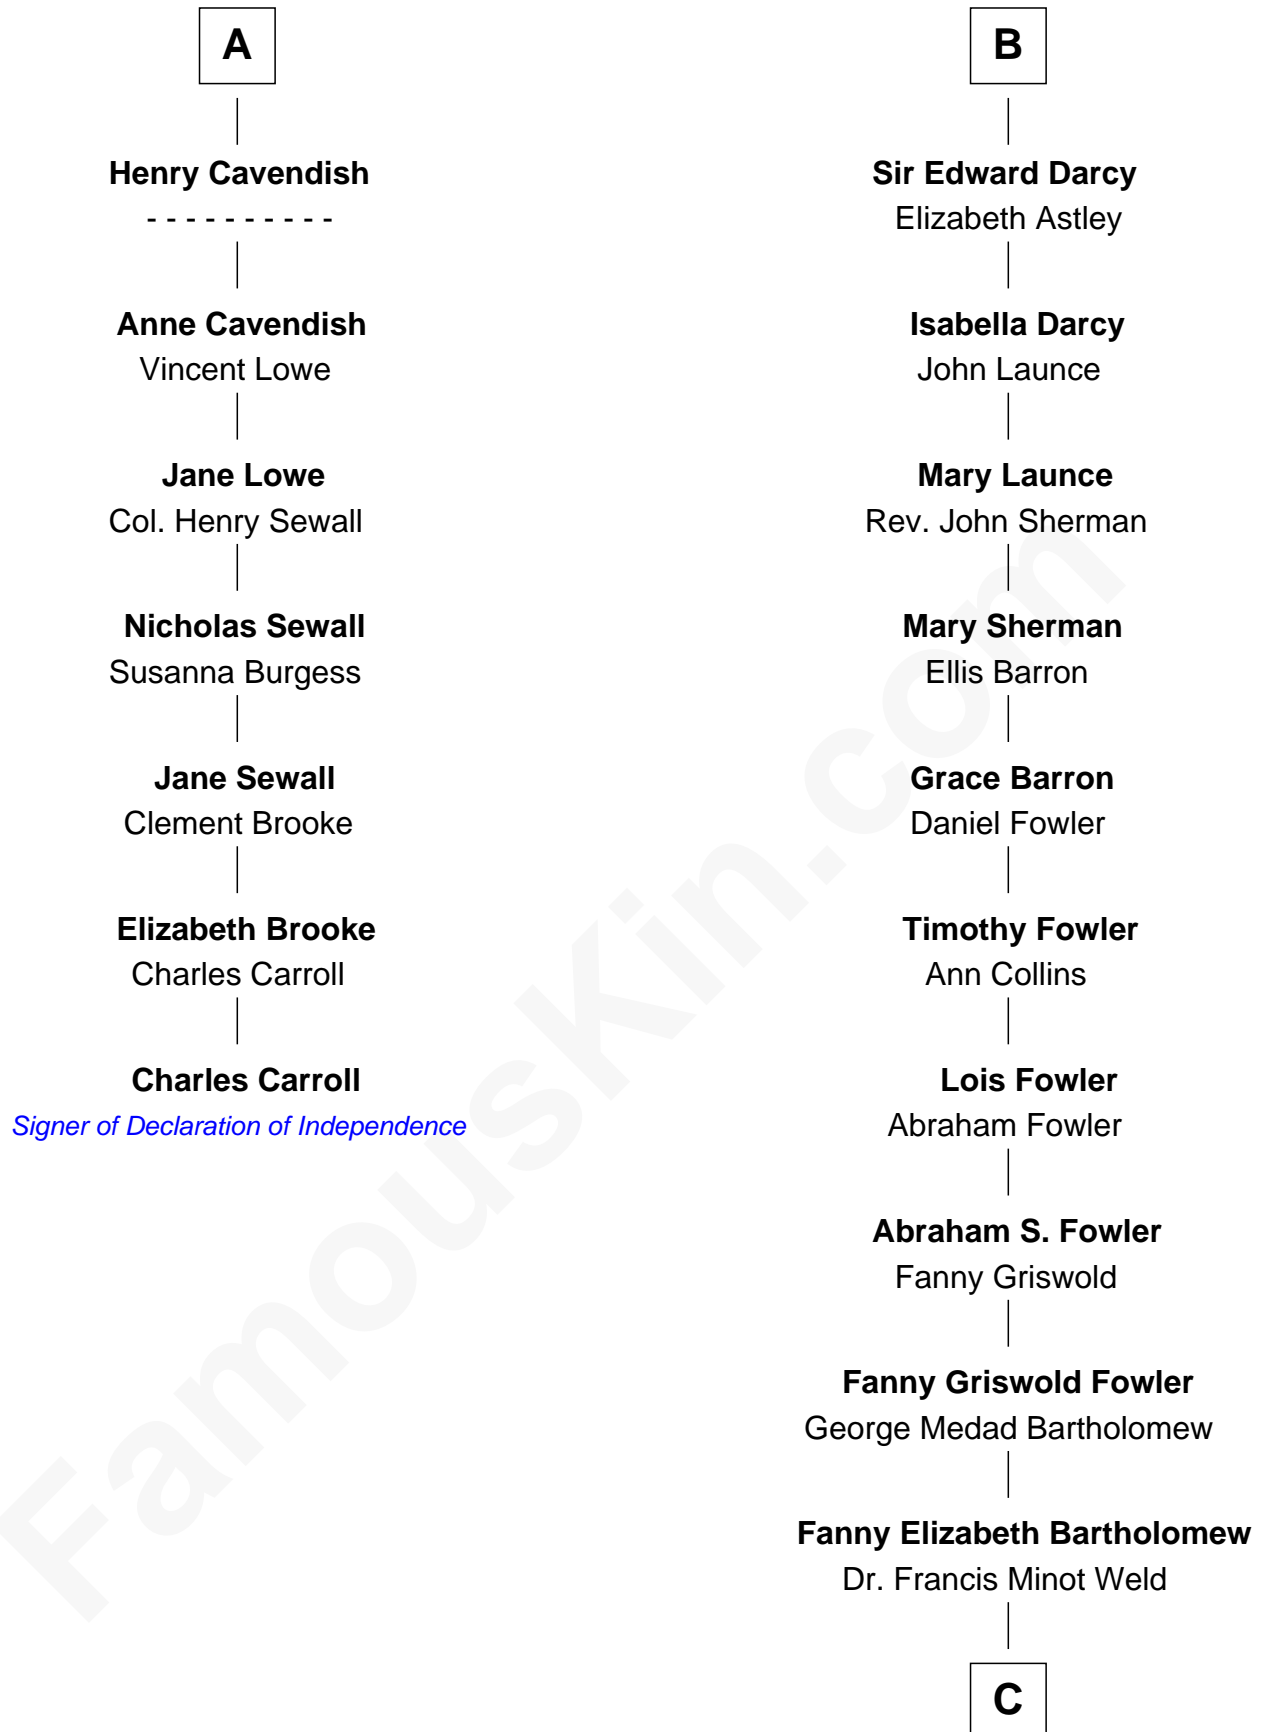 A
Henry Cavendish
- - - - - - - - - -
Anne Cavendish
Vincent Lowe
Jane Lowe
Col. Henry Sewall
Nicholas Sewall
Susanna Burgess
Jane Sewall
Clement Brooke
Elizabeth Brooke
Charles Carroll
Charles Carroll
Signer of Declaration of Independence
B
Sir Edward Darcy
Elizabeth Astley
Isabella Darcy
John Launce
Mary Launce
Rev. John Sherman
Mary Sherman
Ellis Barron
Grace Barron
Daniel Fowler
Timothy Fowler
Ann Collins
Lois Fowler
Abraham Fowler
Abraham S. Fowler
Fanny Griswold
Fanny Griswold Fowler
George Medad Bartholomew
Fanny Elizabeth Bartholomew
Dr. Francis Minot Weld
C
FamousKin.com